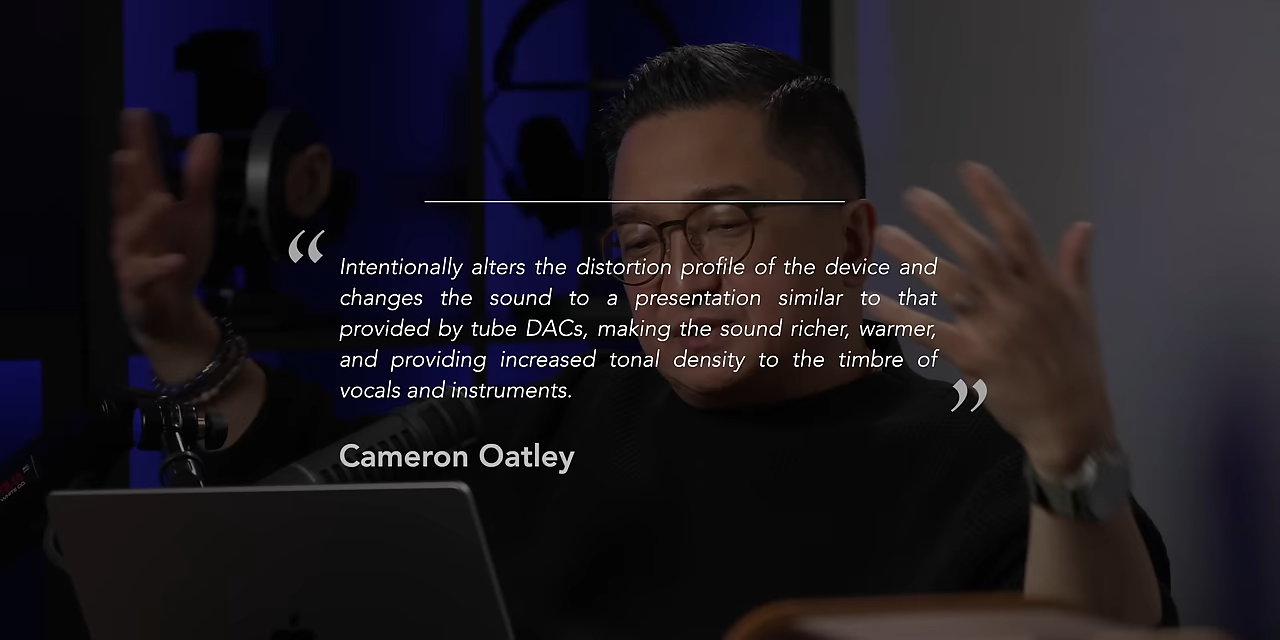 “Intentionally alters the distortion profile of the device and
changes the sound to a presentation similar to that
provided by tube DACs, making the sound richer, warmer,
and providing increased tonal density to the timbre of
vocals and instruments.”
Cameron Oatley
WHITE CO.